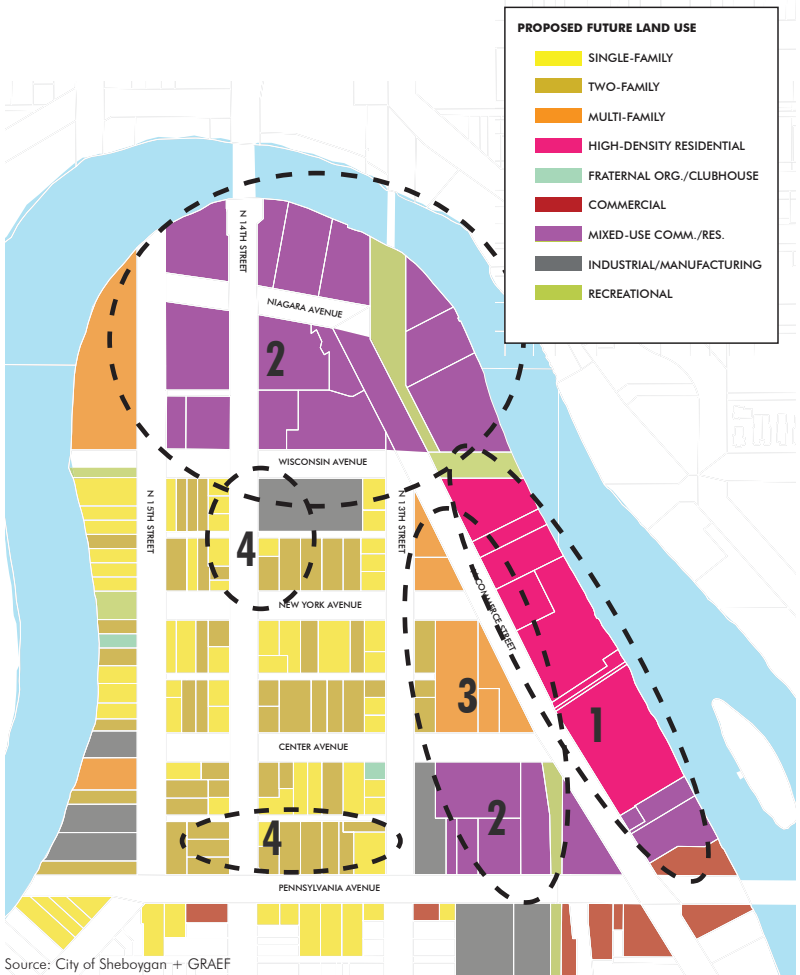 PROPOSED FUTURE LAND USE
SINGLE-FAMILY
TWO-FAMILY
MULTI-FAMILY
HIGH-DENSITY RESIDENTIAL
FRATERNAL ORG./CLUBHOUSE
COMMERCIAL
MIXED-USE COMM./RES.
INDUSTRIAL/MANUFACTURING
RECREATIONAL
N 14TH STREET
NIAGARA AVENUE
2
WISCONSIN AVENUE
N 15TH STREET
N 13TH STREET
4
COMMERCE STREET
NEW YORK AVENUE
3
1
CENTER AVENUE
2
4
PENNSYLVANIA AVENUE
Source: City of Sheboygan + GRAEF